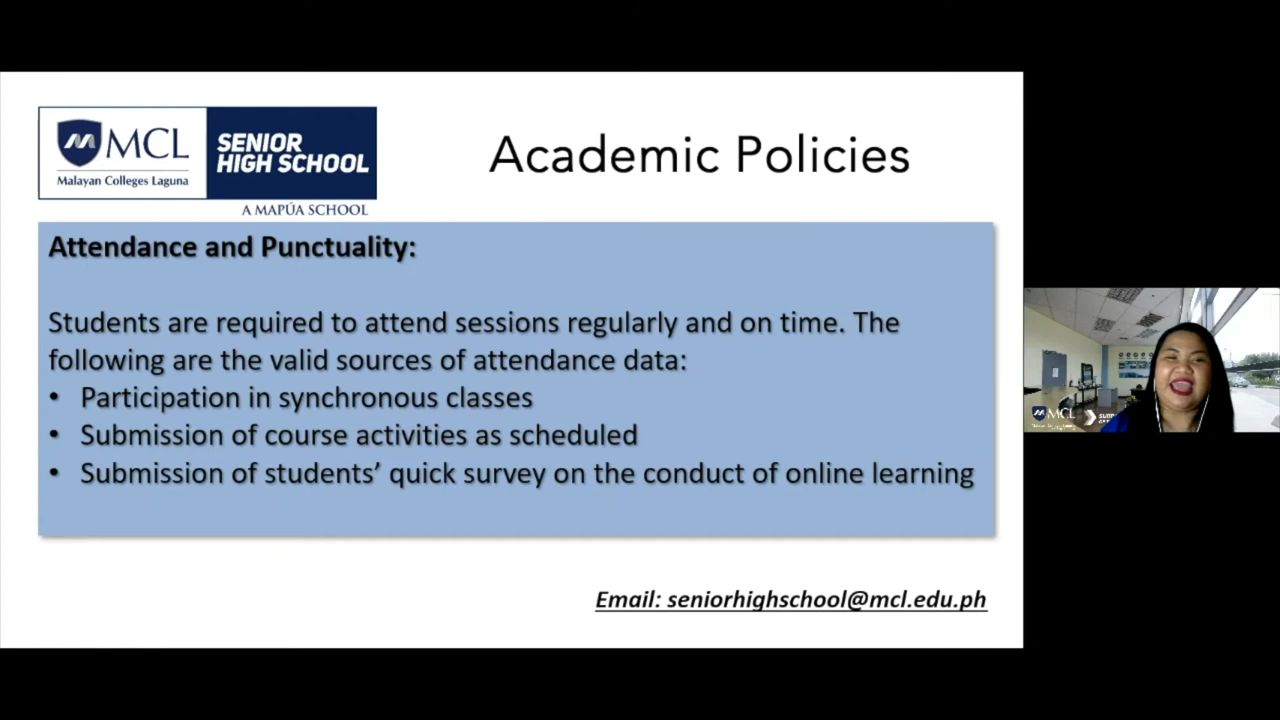 MCL
Malayan Colleges Laguna
SENIOR
HIGH SCHOOL
A MAPÚA SCHOOL
Academic Policies
Attendance and Punctuality:
Students are required to attend sessions regularly and on time. The
following are the valid sources of attendance data:
• Participation in synchronous classes
• Submission of course activities as scheduled
• Submission of students’ quick survey on the conduct of online learning
Email: seniorhighschool@mcl.edu.ph
MCL